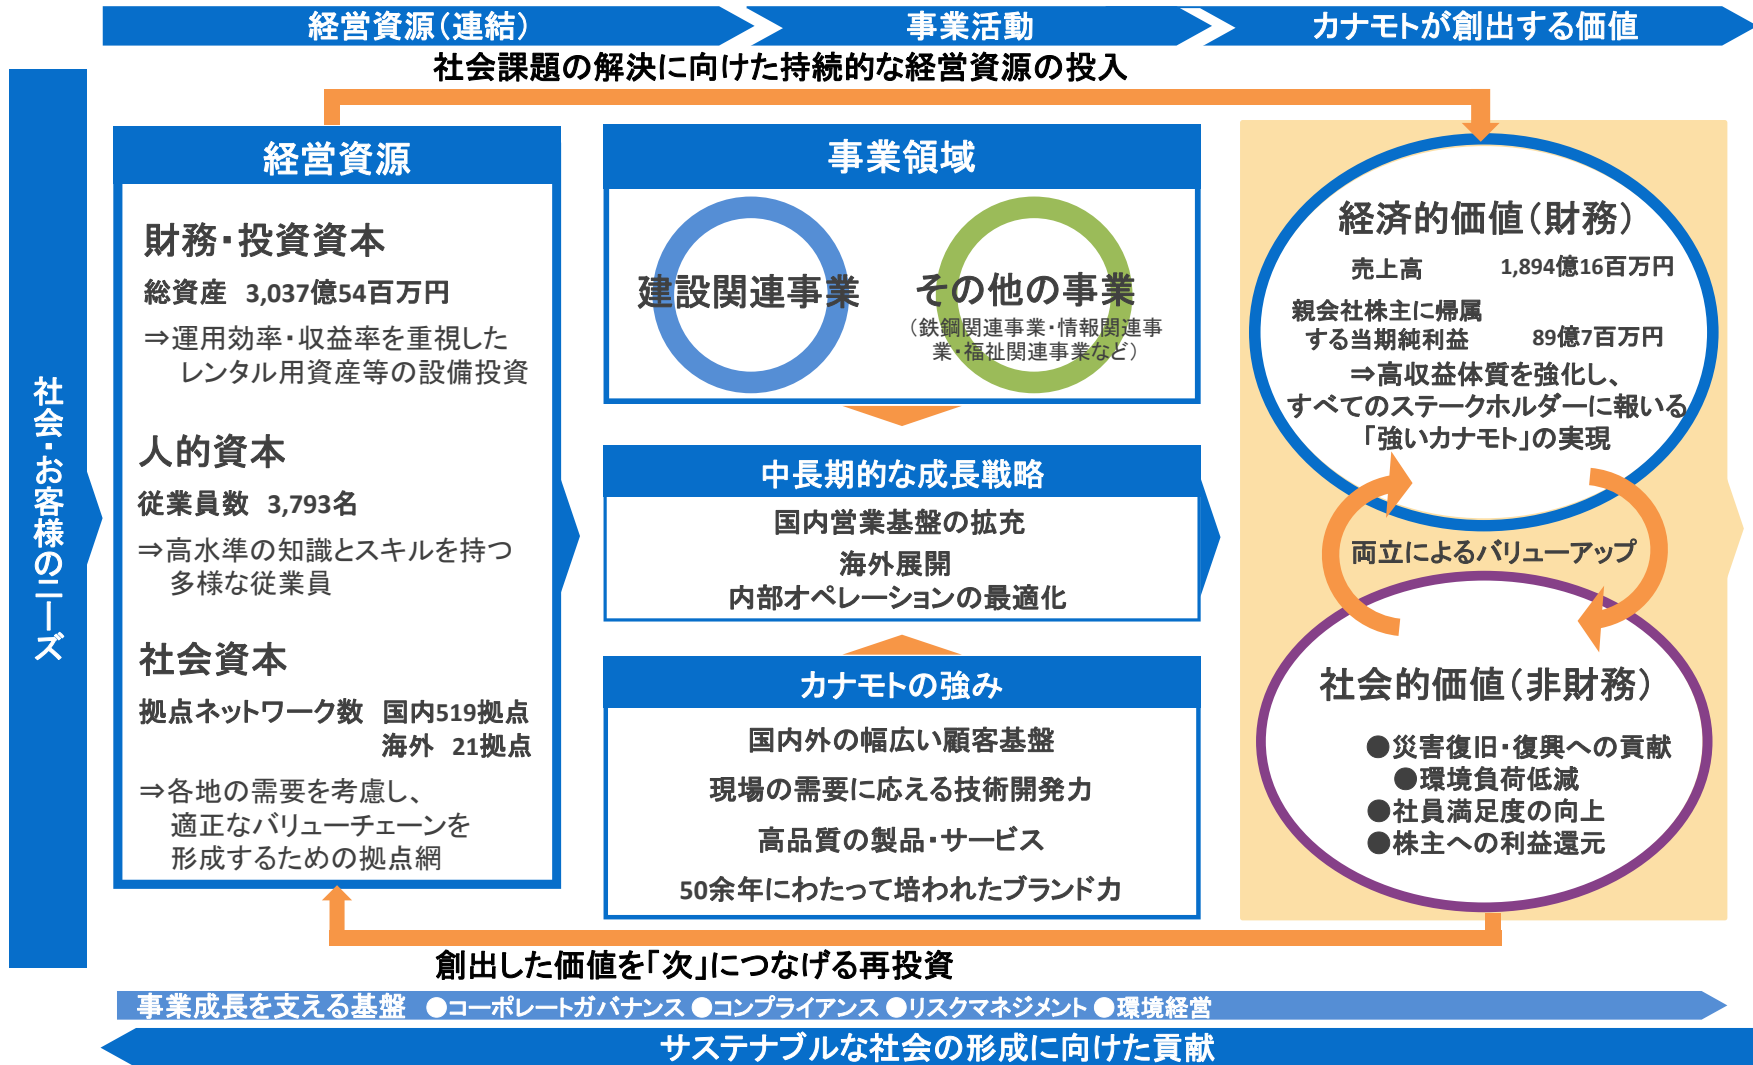 経営資源（連結）
事業活動
カナモトが創出する価値
社会課題の解決に向けた持続的な経営資源の投入
社会・お客様のニーズ
経営資源
財務・投資資本
総資産 3,037億54百万円
⇒運用効率・収益率を重視した
レンタル用資産等の設備投資
人的資本
従業員数 3,793名
⇒高水準の知識とスキルを持つ
多様な従業員
社会資本
拠点ネットワーク数 国内519拠点
海外 21拠点
⇒各地の需要を考慮し、
適正なバリューチェーンを
形成するための拠点網
事業領域
建設関連事業
その他の事業
（鉄鋼関連事業・情報関連事
業・福祉関連事業など）
中長期的な成長戦略
国内営業基盤の拡充
海外展開
内部オペレーションの最適化
カナモトの強み
国内外の幅広い顧客基盤
現場の需要に応える技術開発力
高品質の製品・サービス
50余年にわたって培われたブランド力
経済的価値（財務）
売上高 1,894億16百万円
親会社株主に帰属
する当期純利益 89億7百万円
⇒高収益体質を強化し、
すべてのステークホルダーに報いる
「強いカナモト」の実現
両立によるバリューアップ
社会的価値（非財務）
●災害復旧・復興への貢献
●環境負荷低減
●社員満足度の向上
●株主への利益還元
創出した価値を「次」につなげる再投資
事業成長を支える基盤 ●コーポレートガバナンス ●コンプライアンス ●リスクマネジメント ●環境経営
サステナブルな社会の形成に向けた貢献